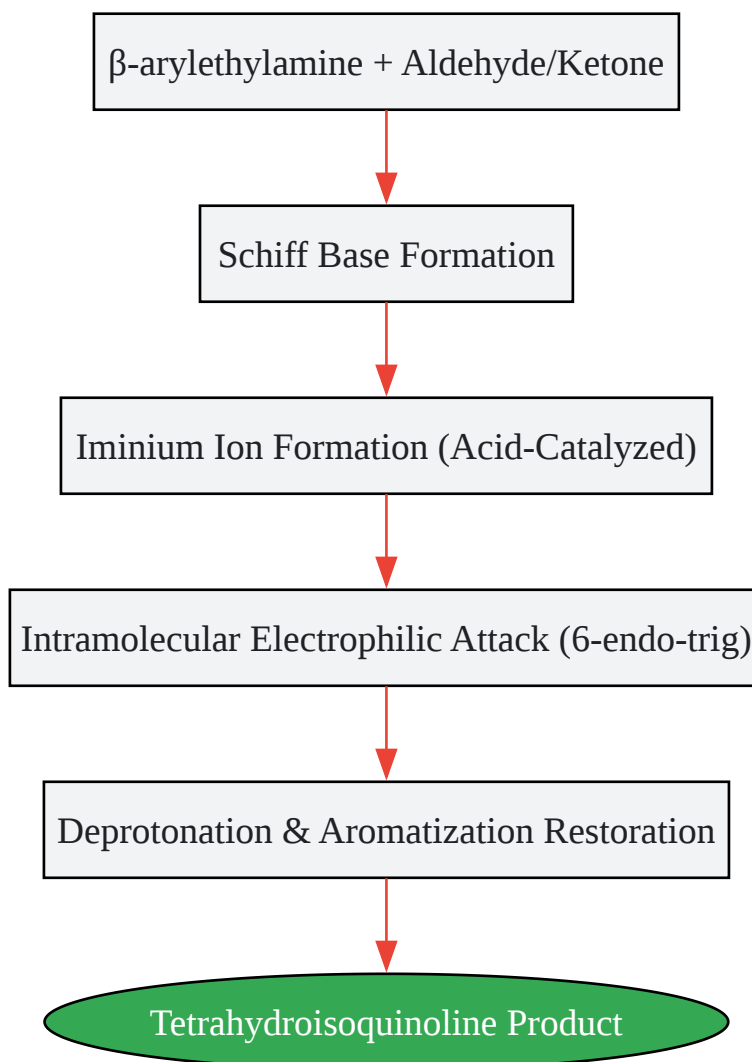 β-arylethylamine + Aldehyde/Ketone
Schiff Base Formation
Iminium Ion Formation (Acid-Catalyzed)
Intramolecular Electrophilic Attack (6-endo-trig)
Deprotonation & Aromatization Restoration
Tetrahydroisoquinoline Product